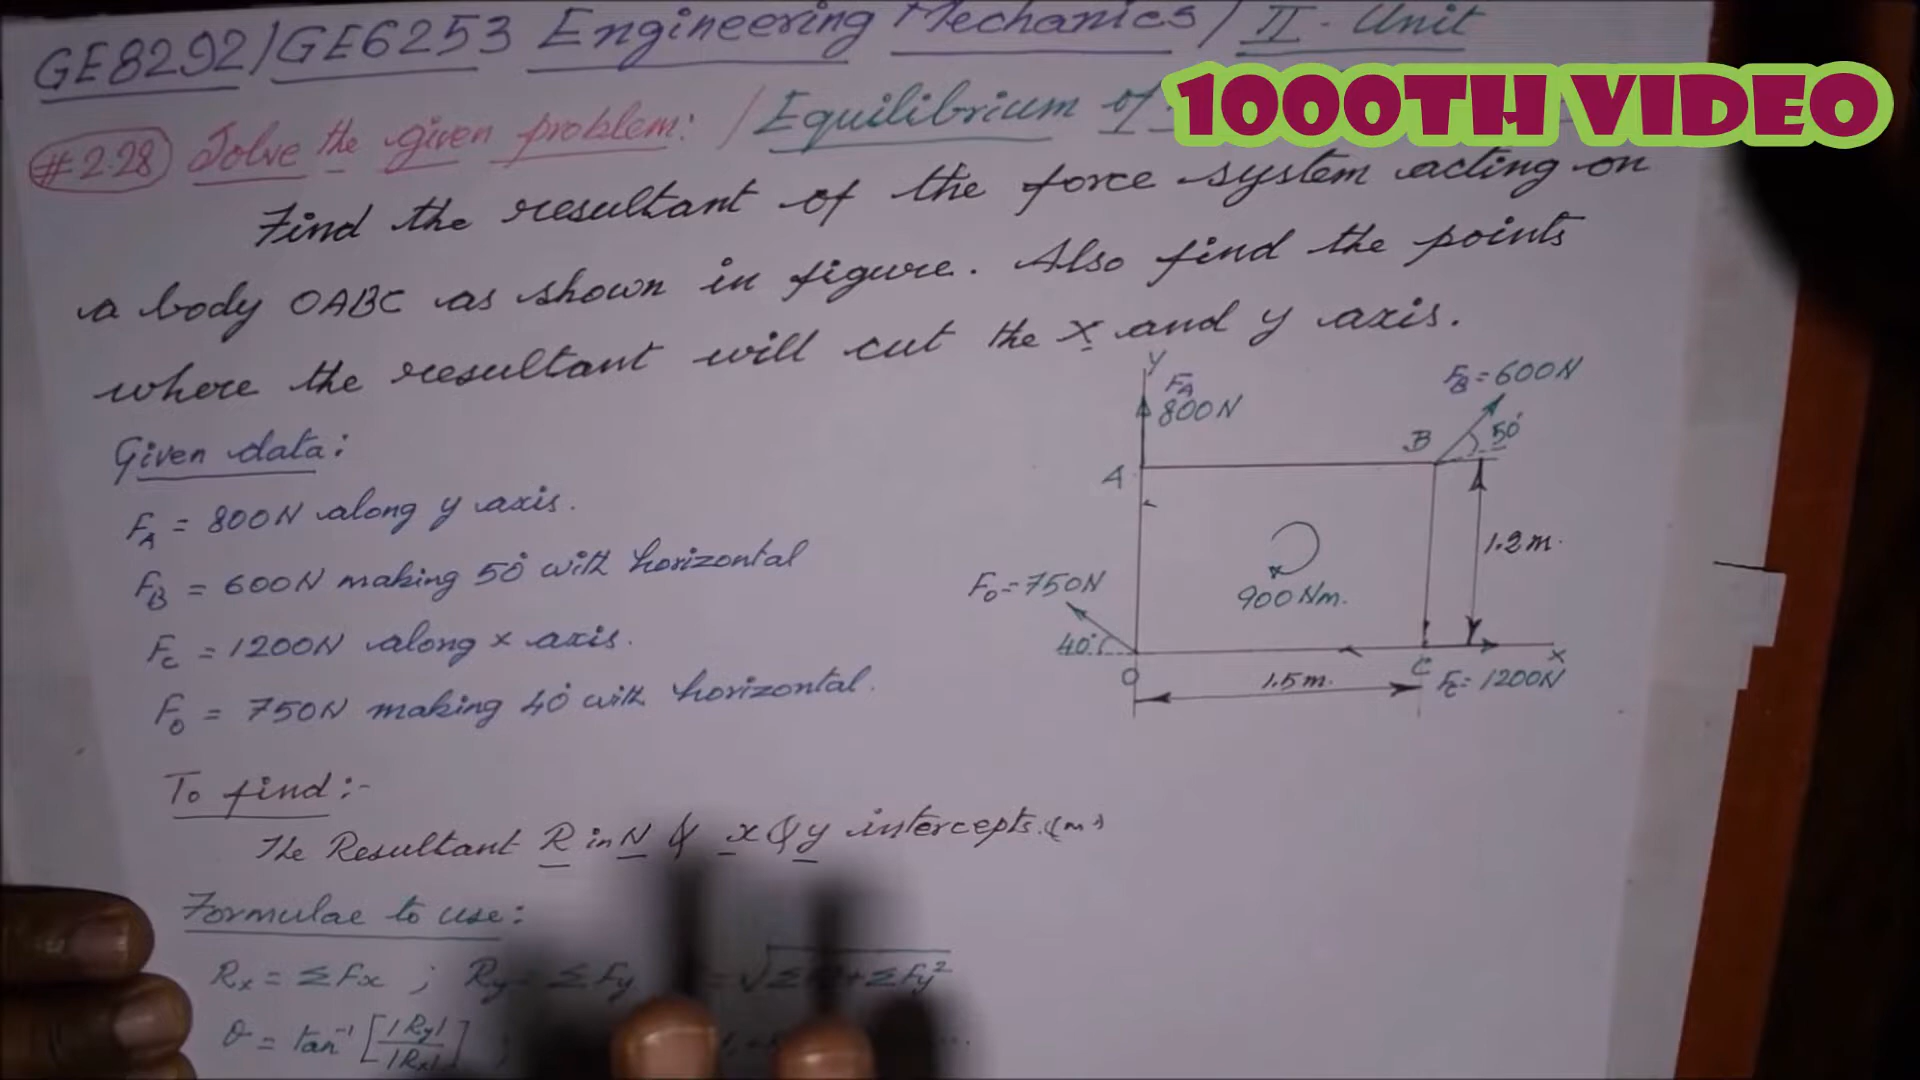 GE8292/GE6253 Engineering Mechanics/ II - Unit
#2.28 Solve the given problem: / Equilibrium of
1000TH VIDEO
Find the resultant of the force system acting on
a body OABC as shown in figure. Also find the points
where the resultant will cut the X and y axis.
Given data:
FA = 800N along y axis.
FB = 600N making 50° with horizontal
FC = 1200N along x axis.
FO = 750N making 40° with horizontal.
y
FA
800N
FB = 600N
50°
B
A
1.2m.
900 Nm.
FO = 750N
40°
O
1.5m.
C
FC = 1200N
x
To find:-
The Resultant R in N & x & y intercepts. (m)
Formulae to use:
Rx = ΣFx ; Ry = ΣFy = √Σ + ΣFy²
θ = tan⁻¹ [|Ry|/|Rx|] ;